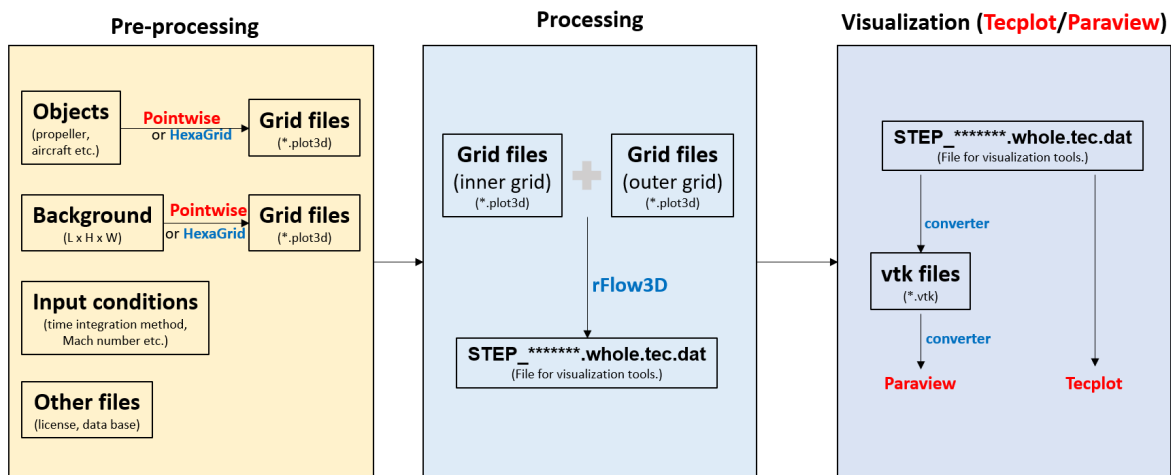 Pre-processing
Objects
(propeller,
aircraft etc.)
Pointwise
or HexaGrid
Grid files
(*.plot3d)
Background
(L x H x W)
Pointwise
or HexaGrid
Grid files
(*.plot3d)
Input conditions
(time integration method,
Mach number etc.)
Other files
(license, data base)
Processing
Grid files
(inner grid)
(*.plot3d)
Grid files
(outer grid)
(*.plot3d)
rFlow3D
STEP_*******.whole.tec.dat
(File for visualization tools.)
Visualization (Tecplot/Paraview)
STEP_*******.whole.tec.dat
(File for visualization tools.)
converter
vtk files
(*.vtk)
converter
Paraview
Tecplot